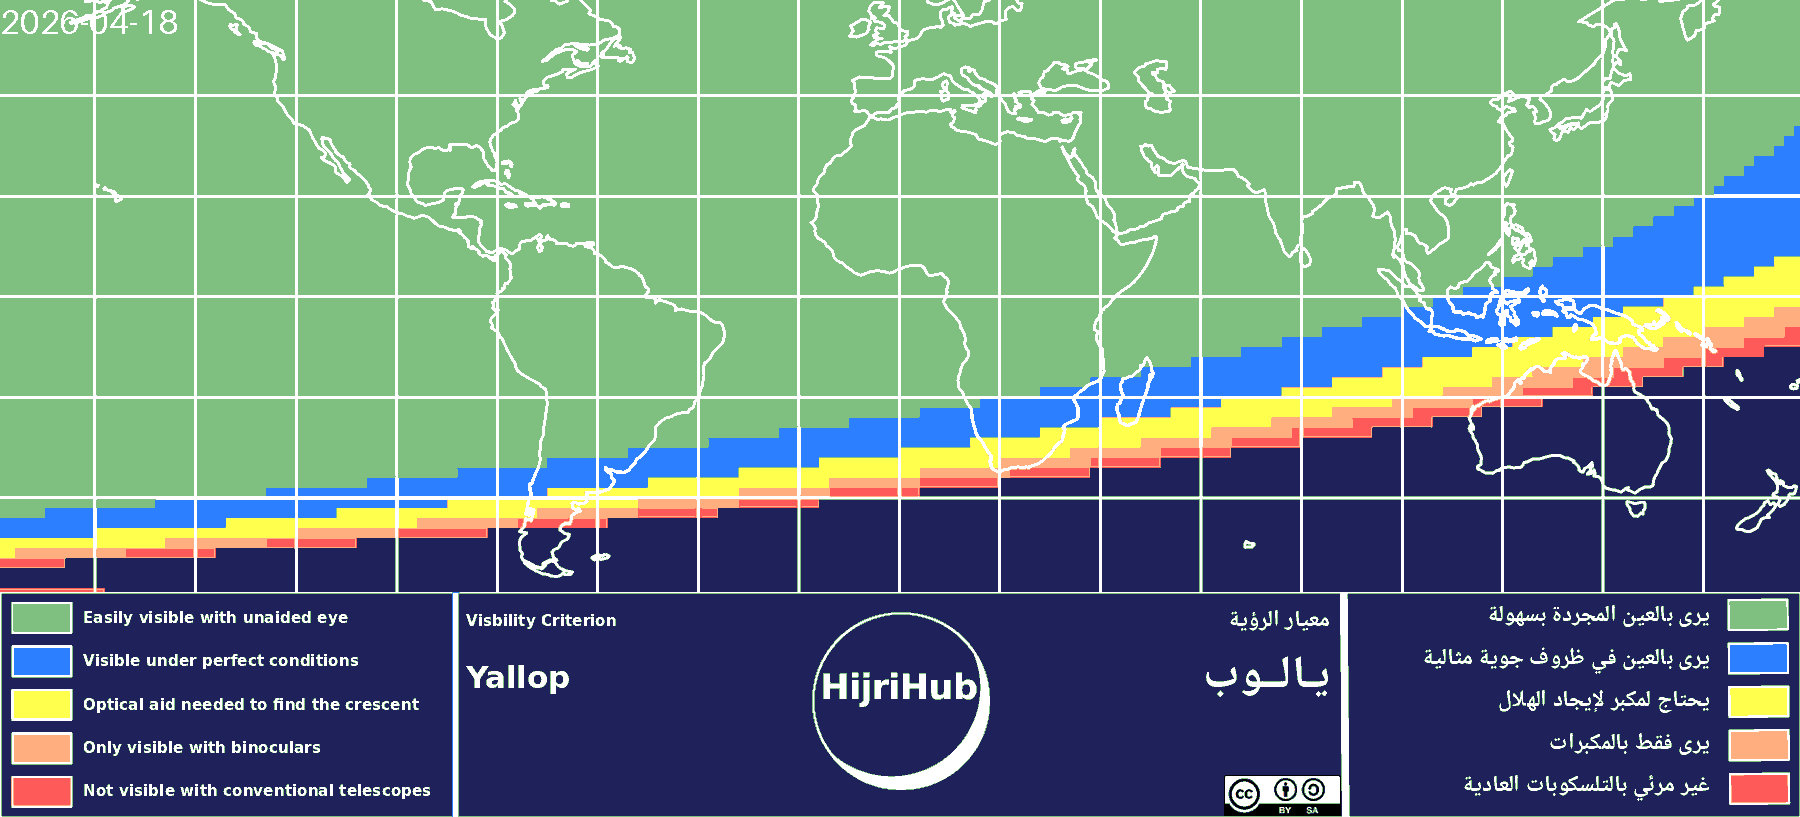 2026-04-18
Easily visible with unaided eye
Visible under perfect conditions
Optical aid needed to find the crescent
Only visible with binoculars
Not visible with conventional telescopes
Visbility Criterion
Yallop
HijriHub
معيار الرؤية
يـالـوب
cc
BY SA
يرى بالعين المجردة بسهولة
يرى بالعين في ظروف جوية مثالية
يحتاج لمكبر لإيجاد الهلال
يرى فقط بالمكبرات
غير مرئي بالتلسكوبات العادية